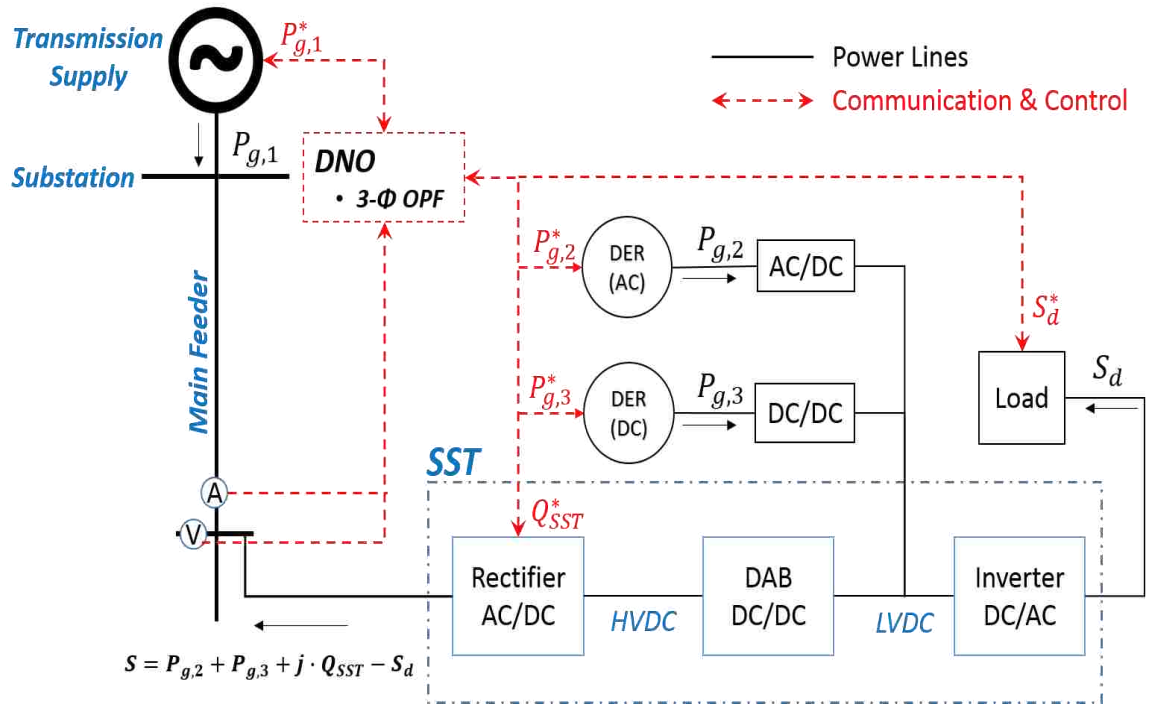 Transmission
Supply
P*g,1
Power Lines
Communication & Control
Pg,1
Substation
DNO
• 3-Φ OPF
Main Feeder
P*g,2
DER
(AC)
Pg,2
AC/DC
S*d
P*g,3
DER
(DC)
Pg,3
DC/DC
Load
Sd
SST
A
V
Q*SST
Rectifier
AC/DC
HVDC
DAB
DC/DC
LVDC
Inverter
DC/AC
S = Pg,2 + Pg,3 + j · QSST − Sd